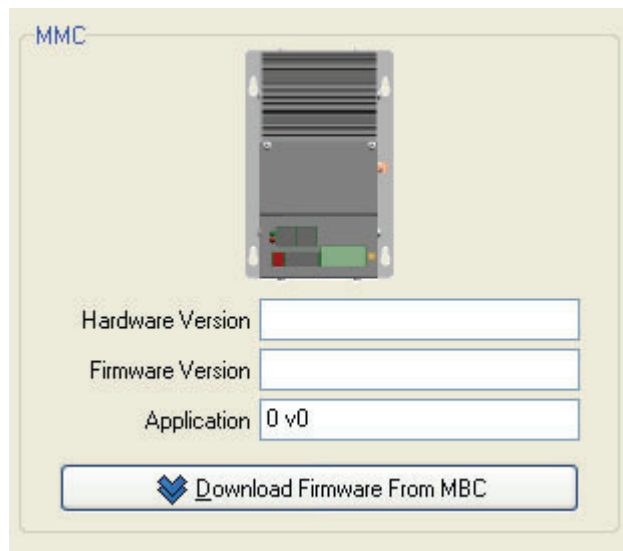 MMC
Hardware Version
Firmware Version
Application 0 v0
Download Firmware From MBC